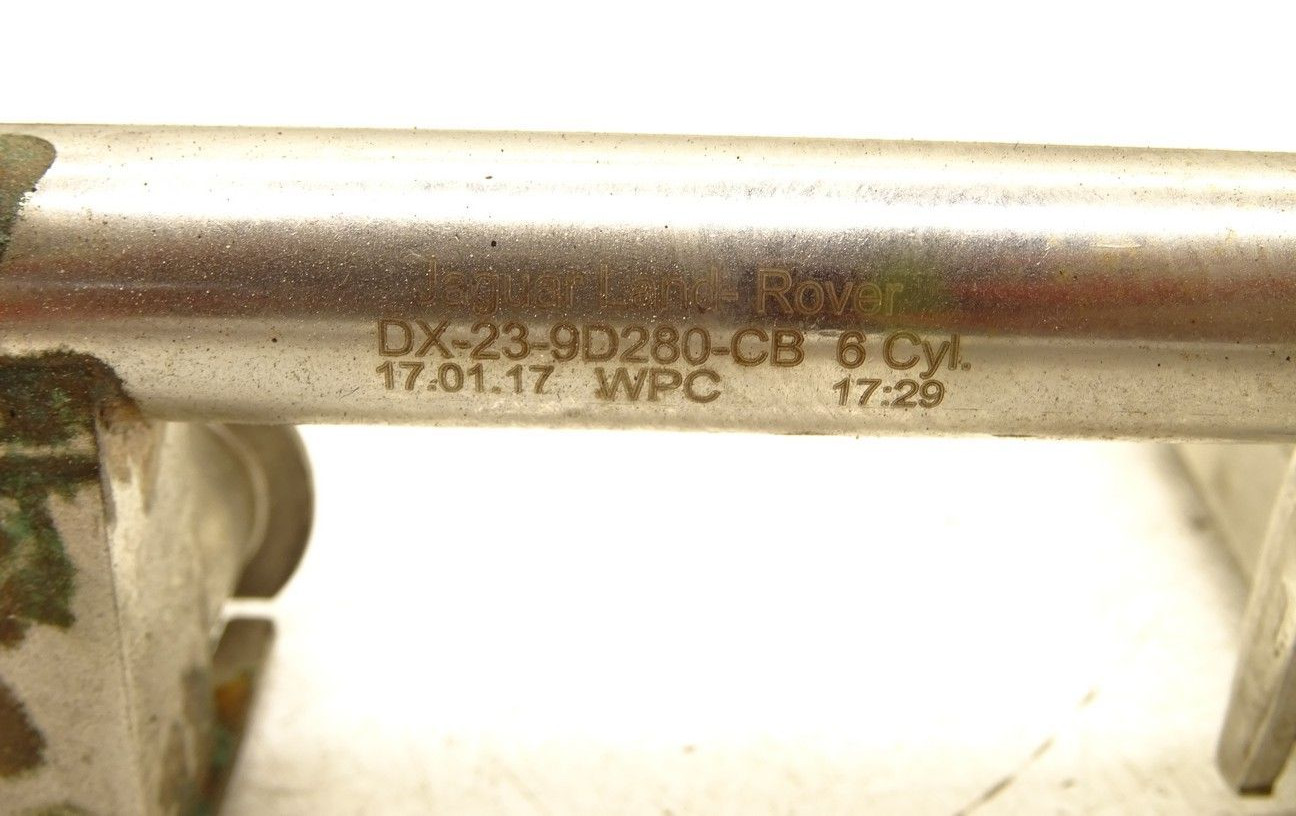 Jaguar Land- Rover
DX-23-9D280-CB 6 Cyl.
17.01.17 WPC 17:29